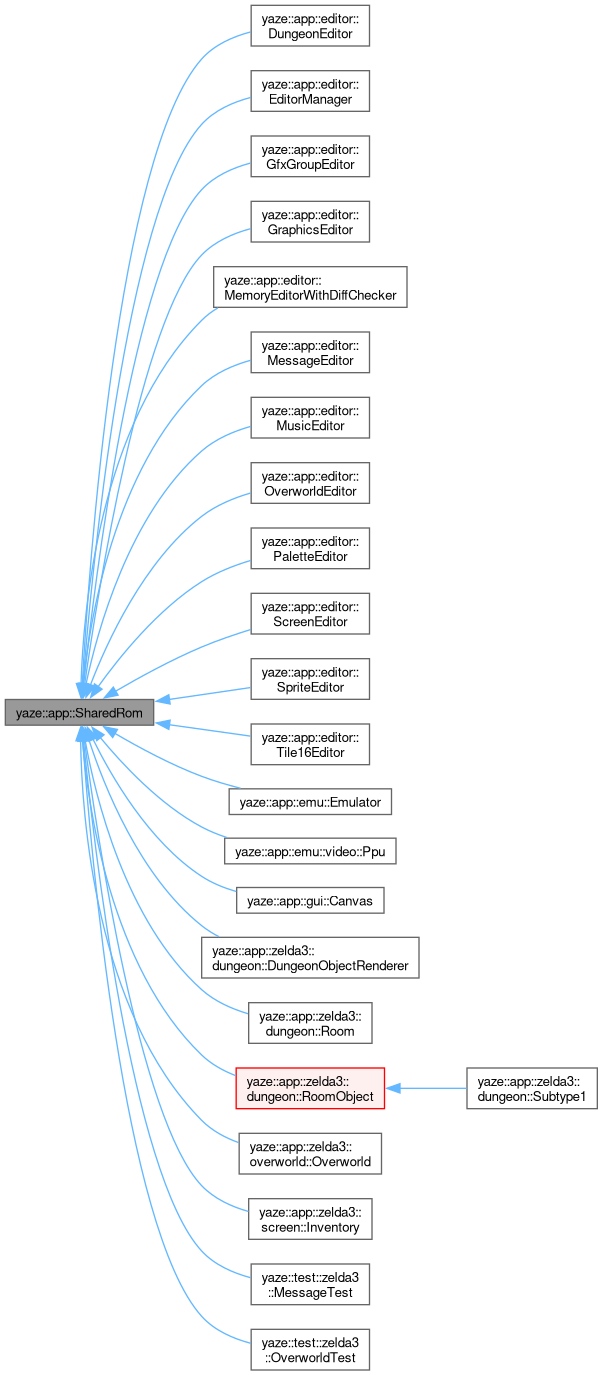 yaze::app::editor::
DungeonEditor
yaze::app::editor::
EditorManager
yaze::app::editor::
GfxGroupEditor
yaze::app::editor::
GraphicsEditor
yaze::app::editor::
MemoryEditorWithDiffChecker
yaze::app::editor::
MessageEditor
yaze::app::editor::
MusicEditor
yaze::app::editor::
OverworldEditor
yaze::app::editor::
PaletteEditor
yaze::app::editor::
ScreenEditor
yaze::app::editor::
SpriteEditor
yaze::app::SharedRom
yaze::app::editor::
Tile16Editor
yaze::app::emu::Emulator
yaze::app::emu::video::Ppu
yaze::app::gui::Canvas
yaze::app::zelda3::
dungeon::DungeonObjectRenderer
yaze::app::zelda3::
dungeon::Room
yaze::app::zelda3::
dungeon::RoomObject
yaze::app::zelda3::
dungeon::Subtype1
yaze::app::zelda3::
overworld::Overworld
yaze::app::zelda3::
screen::Inventory
yaze::test::zelda3
::MessageTest
yaze::test::zelda3
::OverworldTest